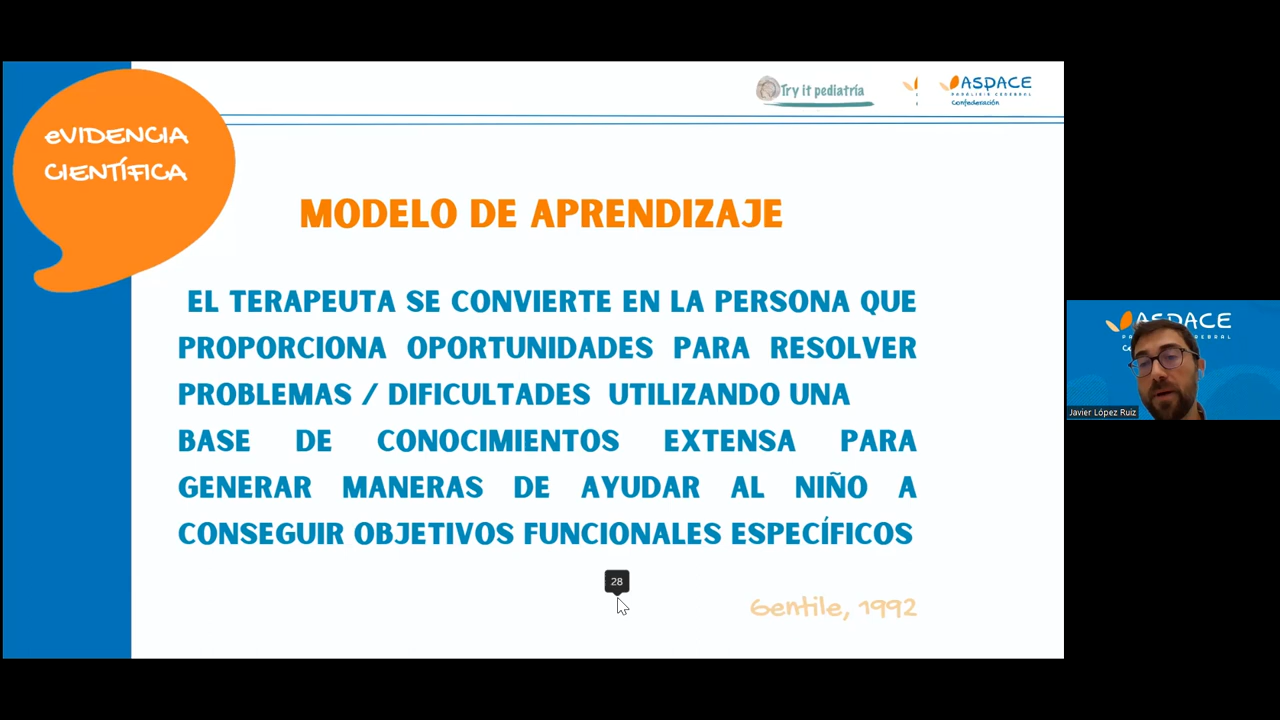 eVIDENCIA
CIENTÍFICA
Try it pediatría
ASPACE
PARÁLISIS CEREBRAL
Confederación
MODELO DE APRENDIZAJE
EL TERAPEUTA SE CONVIERTE EN LA PERSONA QUE
PROPORCIONA OPORTUNIDADES PARA RESOLVER
PROBLEMAS / DIFICULTADES UTILIZANDO UNA
BASE DE CONOCIMIENTOS EXTENSA PARA
GENERAR MANERAS DE AYUDAR AL NIÑO A
CONSEGUIR OBJETIVOS FUNCIONALES ESPECÍFICOS
28
Gentile, 1992
ASPACE
Javier López Ruiz